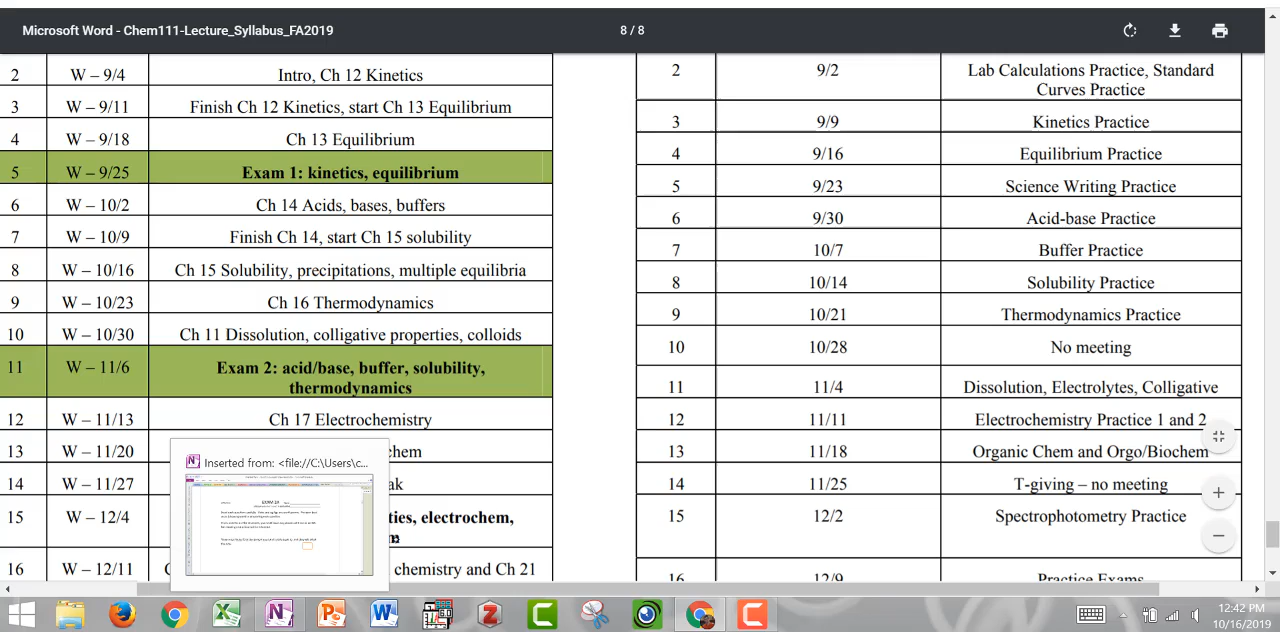 Microsoft Word - Chem111-Lecture_Syllabus_FA2019
8 / 8
2 W – 9/4 Intro, Ch 12 Kinetics
3 W – 9/11 Finish Ch 12 Kinetics, start Ch 13 Equilibrium
4 W – 9/18 Ch 13 Equilibrium
5 W – 9/25 Exam 1: kinetics, equilibrium
6 W – 10/2 Ch 14 Acids, bases, buffers
7 W – 10/9 Finish Ch 14, start Ch 15 solubility
8 W – 10/16 Ch 15 Solubility, precipitations, multiple equilibria
9 W – 10/23 Ch 16 Thermodynamics
10 W – 10/30 Ch 11 Dissolution, colligative properties, colloids
11 W – 11/6 Exam 2: acid/base, buffer, solubility,
thermodynamics
12 W – 11/13 Ch 17 Electrochemistry
13 W – 11/20 chem
14 W – 11/27 ak
15 W – 12/4 ties, electrochem,
16 W – 12/11 chemistry and Ch 21
Inserted from: <file://C:\Users\c...
2 9/2 Lab Calculations Practice, Standard
Curves Practice
3 9/9 Kinetics Practice
4 9/16 Equilibrium Practice
5 9/23 Science Writing Practice
6 9/30 Acid-base Practice
7 10/7 Buffer Practice
8 10/14 Solubility Practice
9 10/21 Thermodynamics Practice
10 10/28 No meeting
11 11/4 Dissolution, Electrolytes, Colligative
12 11/11 Electrochemistry Practice 1 and 2
13 11/18 Organic Chem and Orgo/Biochem
14 11/25 T-giving – no meeting
15 12/2 Spectrophotometry Practice
16 12/9 Practice Exams
12:42 PM
10/16/2019